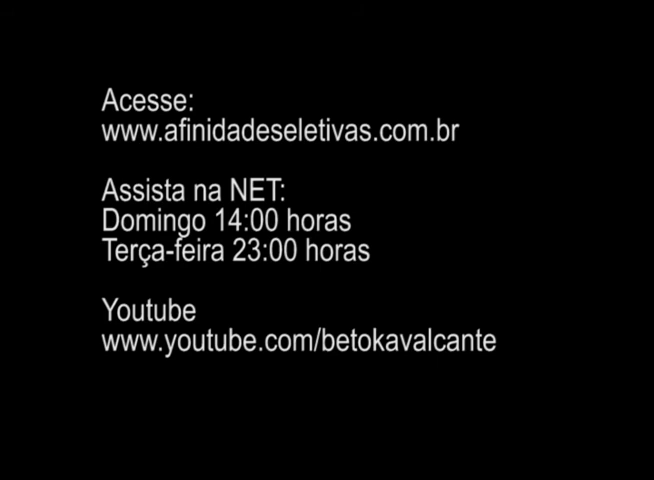 Acesse:
www.afinidadeseletivas.com.br
Assista na NET:
Domingo 14:00 horas
Terça-feira 23:00 horas
Youtube
www.youtube.com/betokavalcante